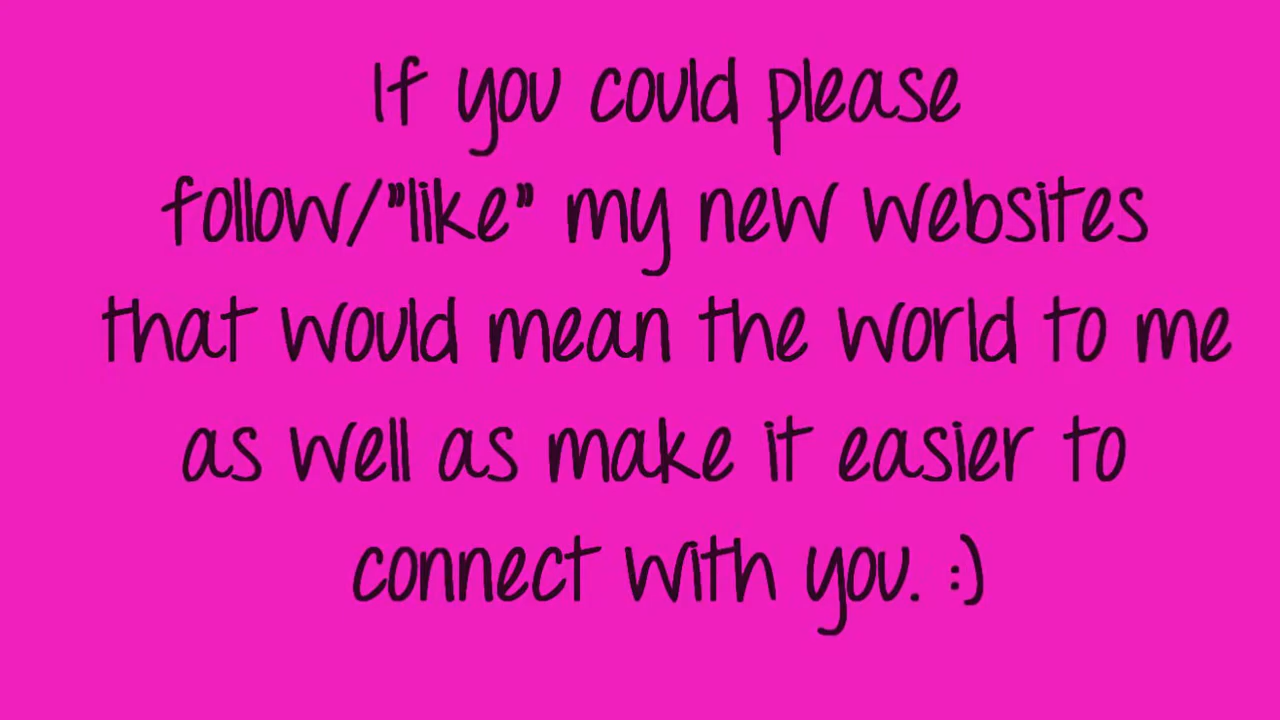 If you could please
follow/"like" my new websites
that would mean the world to me
as well as make it easier to
connect with you. :)